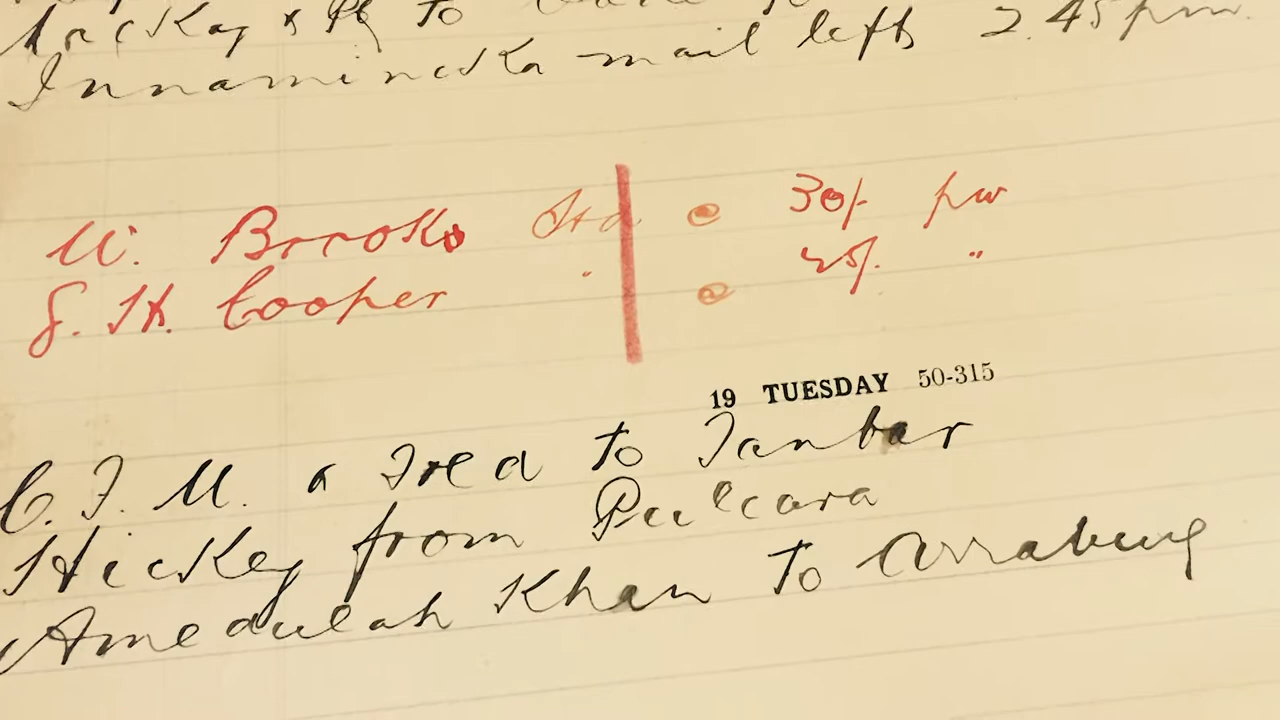 to
Innamincka mail left 2.45 pm.
W. Brooks Std @ 30/- pw
G. H. Cooper " @ 25/- "
19 TUESDAY 50-315
C. J. M. & Fred to Tanbar
Hickey from Pulcara
Amedulah Khan to Arrabury